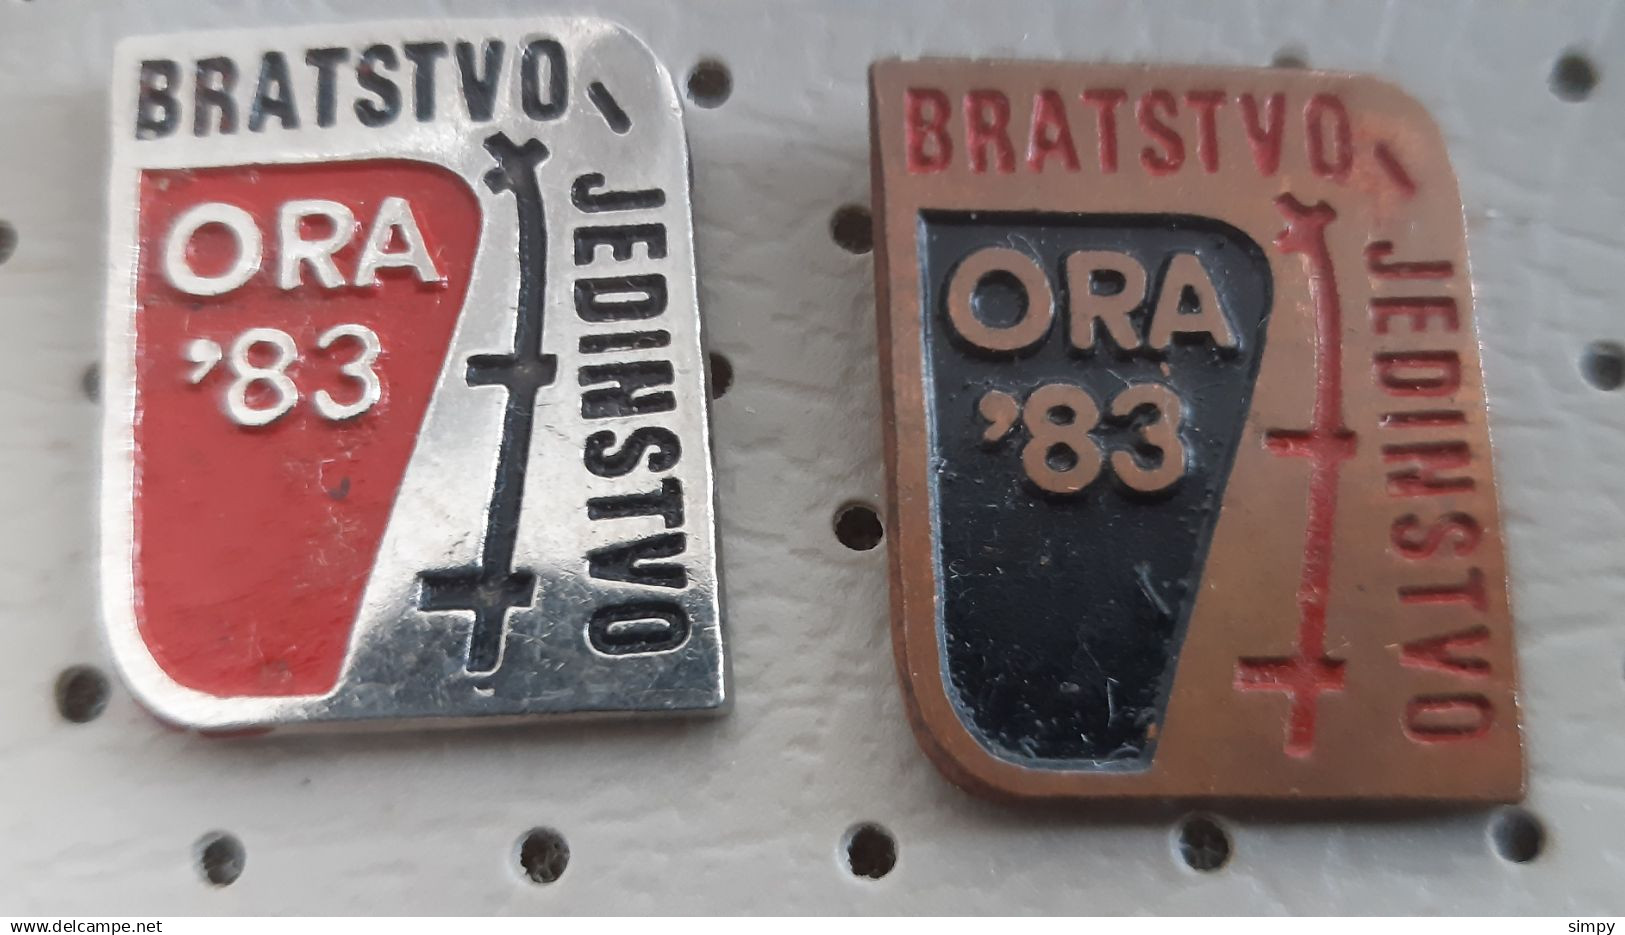 BRATSTVO-
JEDINSTVO
ORA
'83
BRATSTVO-
JEDINSTVO
ORA
'83
delcampe.net
simpy